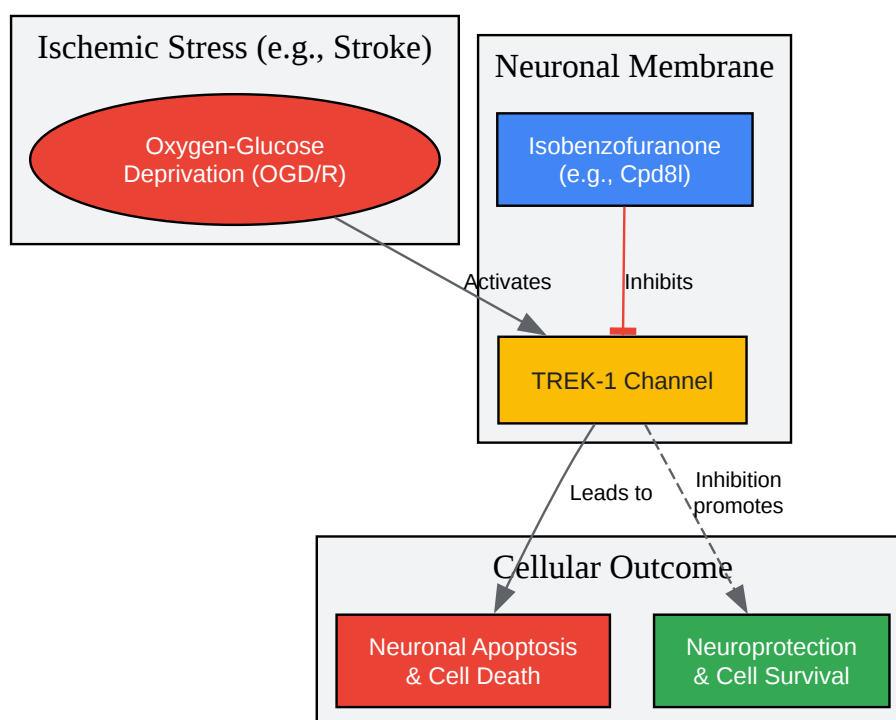 Ischemic Stress (e.g., Stroke)
Oxygen-Glucose
Deprivation (OGD/R)
Neuronal Membrane
Isobenzofuranone
(e.g., Cpd8l)
Activates
Inhibits
TREK-1 Channel
Leads to
Inhibition
promotes
Cellular Outcome
Neuronal Apoptosis
& Cell Death
Neuroprotection
& Cell Survival